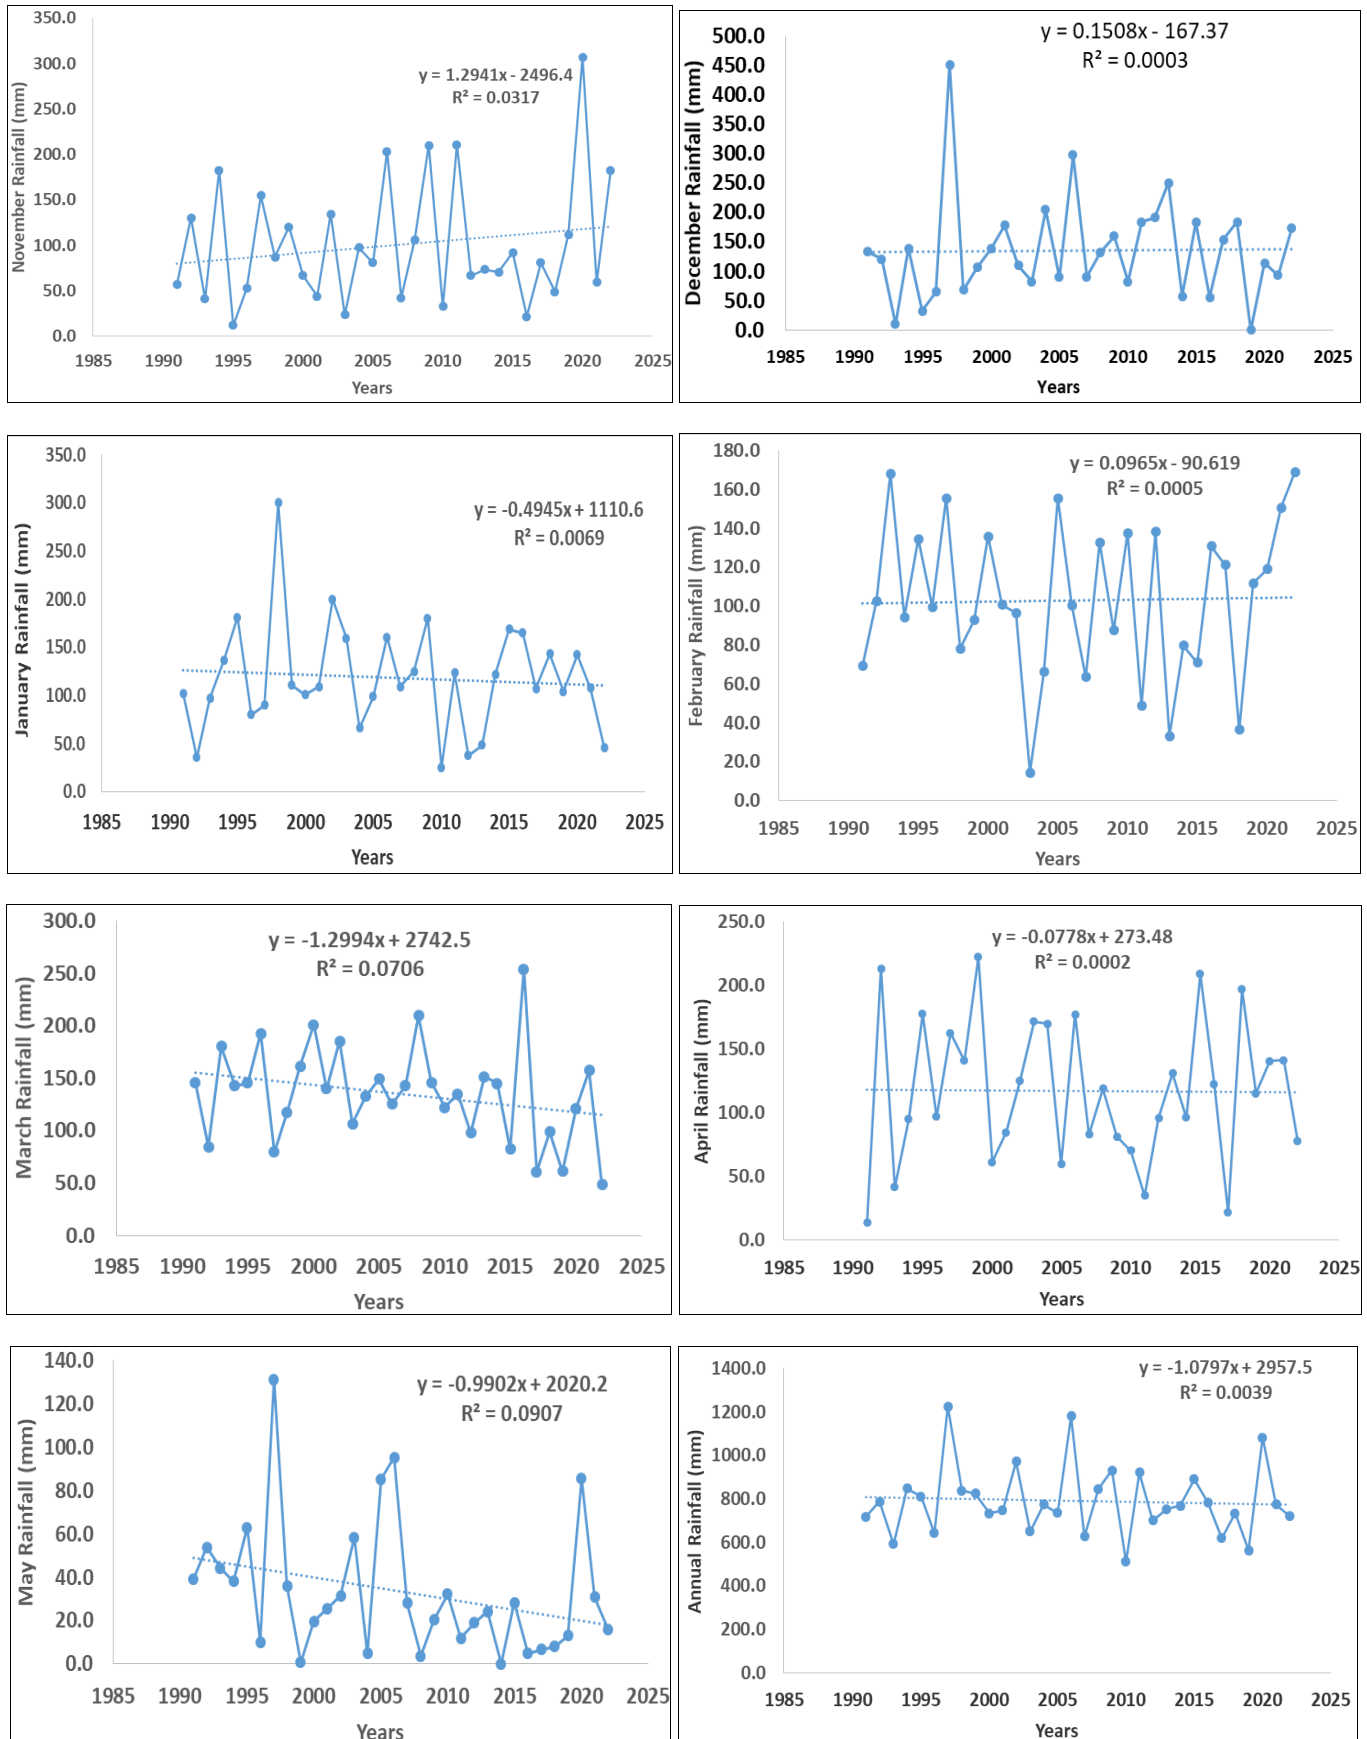 350.0
300.0
250.0
200.0
150.0
100.0
50.0
0.0
November Rainfall (mm)
y = 1.2941x - 2496.4
R² = 0.0317
1985 1990 1995 2000 2005 2010 2015 2020 2025
Years
500.0
450.0
400.0
350.0
300.0
250.0
200.0
150.0
100.0
50.0
0.0
December Rainfall (mm)
y = 0.1508x - 167.37
R² = 0.0003
1985 1990 1995 2000 2005 2010 2015 2020 2025
Years
350.0
300.0
250.0
200.0
150.0
100.0
50.0
0.0
January Rainfall (mm)
y = -0.4945x + 1110.6
R² = 0.0069
1985 1990 1995 2000 2005 2010 2015 2020 2025
Years
180.0
160.0
140.0
120.0
100.0
80.0
60.0
40.0
20.0
0.0
February Rainfall (mm)
y = 0.0965x - 90.619
R² = 0.0005
1985 1990 1995 2000 2005 2010 2015 2020 2025
Years
300.0
250.0
200.0
150.0
100.0
50.0
0.0
March Rainfall (mm)
y = -1.2994x + 2742.5
R² = 0.0706
1985 1990 1995 2000 2005 2010 2015 2020 2025
Years
250.0
200.0
150.0
100.0
50.0
0.0
April Rainfall (mm)
y = -0.0778x + 273.48
R² = 0.0002
1985 1990 1995 2000 2005 2010 2015 2020 2025
Years
140.0
120.0
100.0
80.0
60.0
40.0
20.0
0.0
May Rainfall (mm)
y = -0.9902x + 2020.2
R² = 0.0907
1985 1990 1995 2000 2005 2010 2015 2020 2025
Years
1400.0
1200.0
1000.0
800.0
600.0
400.0
200.0
0.0
Annual Rainfall (mm)
y = -1.0797x + 2957.5
R² = 0.0039
1985 1990 1995 2000 2005 2010 2015 2020 2025
Years